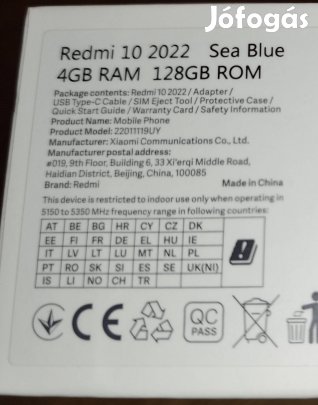 Jófogás
Redmi 10 2022 Sea Blue
4GB RAM 128GB ROM
Package contents: Redmi 10 2022 / Adapter /
USB Type-C Cable / SIM Eject Tool / Protective Case /
Quick Start Guide / Warranty Card / Safety Information
Product Name: Mobile Phone
Product Model: 22011119UY
Manufacturer: Xiaomi Communications Co., Ltd.
Manufacturer postal address:
#019, 9th Floor, Building 6, 33 Xi'erqi Middle Road,
Haidian District, Beijing, China, 100085
Brand: Redmi Made in China
This device is restricted to indoor use only when operating in
5150 to 5350 MHz frequency range in following countries:
AT BE BG HR CY CZ DK
EE FI FR DE EL HU IE
IT LV LT LU MT NL PL
PT RO SK SI ES SE UK(NI)
IS LI NO CH TR
CE QC
PASS